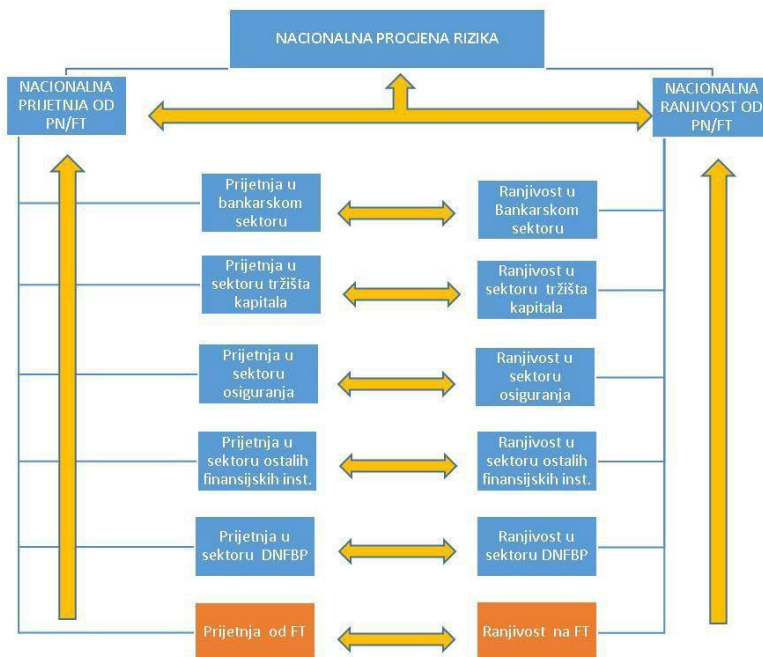 NACIONALNA PROCJENA RIZIKA
NACIONALNA
PRIJETNJA OD
PN/FT
NACIONALNA
RANJIVOST OD
PN/FT
Prijetnja u
bankarskom
sektoru
Ranjivost u
Bankarskom
sektoru
Prijetnja u
sektoru tržišta
kapitala
Ranjivost u
sektoru tržišta
kapitala
Prijetnja u
sektoru
osiguranja
Ranjivost u
sektoru
osiguranja
Prijetnja u
sektoru ostalih
finansijskih inst.
Ranjivost u
sektoru ostalih
finansijskih inst.
Prijetnja u
sektoru DNFBP
Ranjivost u
sektoru DNFBP
Prijetnja od FT
Ranjivost na FT